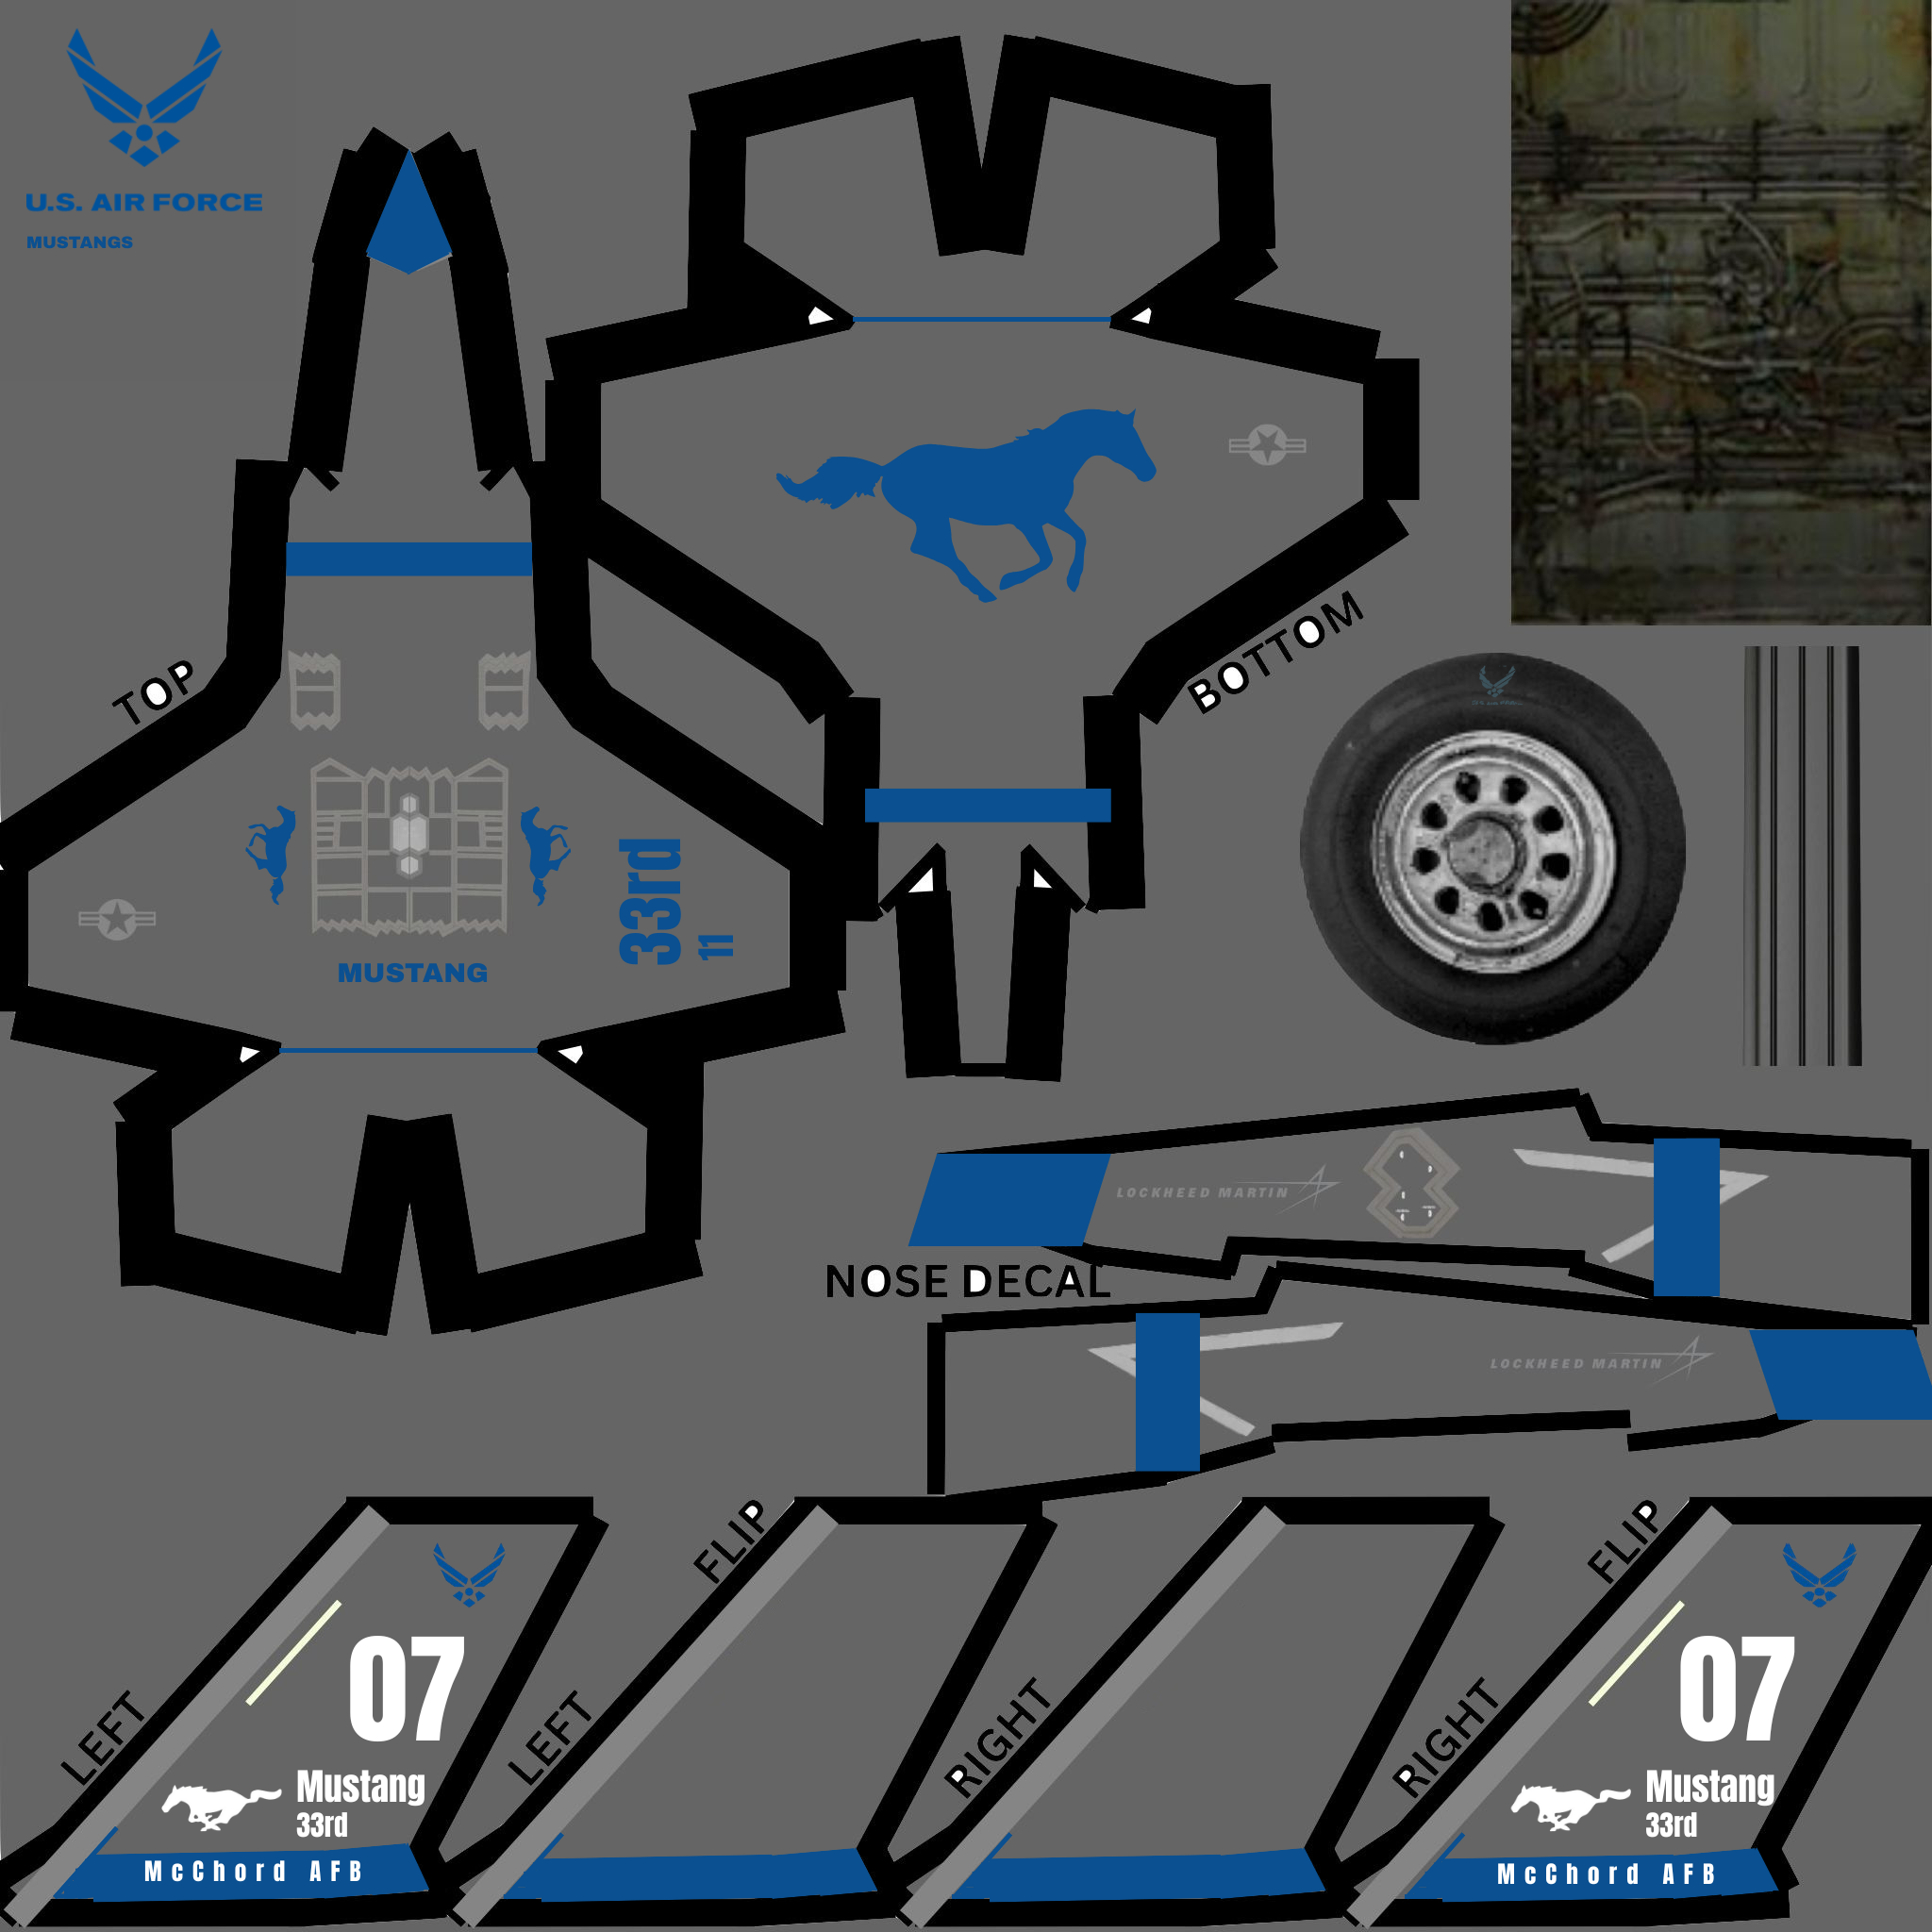 U.S. AIR FORCE
MUSTANGS
TOP
BOTTOM
33rd
11
MUSTANG
LOCKHEED MARTIN
NOSE DECAL
LOCKHEED MARTIN
LEFT
07
Mustang
33rd
McChord AFB
FLIP
LEFT
RIGHT
FLIP
RIGHT
07
Mustang
33rd
McChord AFB